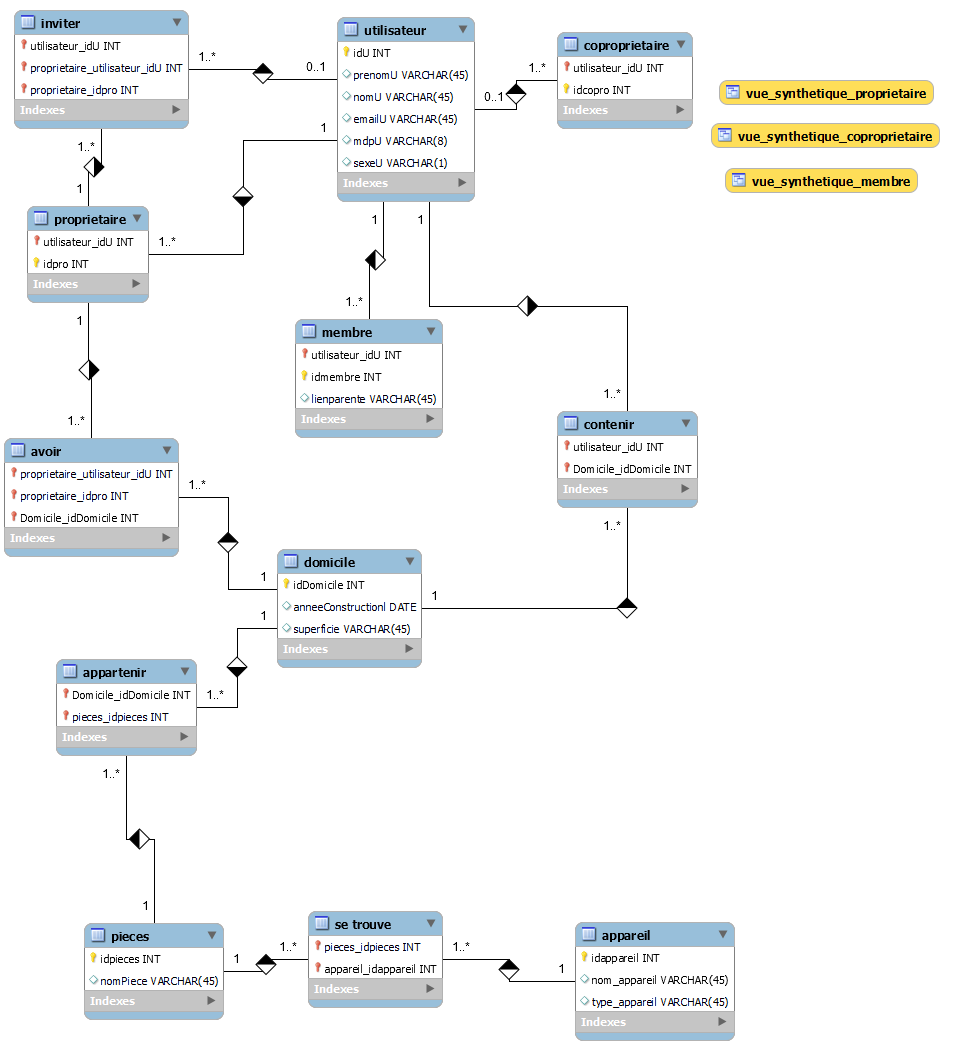 inviter
utilisateur_idU INT
proprietaire_utilisateur_idU INT
proprietaire_idpro INT
Indexes
1..*
0..1
utilisateur
idU INT
prenomU VARCHAR(45)
nomU VARCHAR(45)
emailU VARCHAR(45)
mdpU VARCHAR(8)
sexeU VARCHAR(1)
Indexes
1..*
0..1
coproprietaire
utilisateur_idU INT
idcopro INT
Indexes
vue_synthetique_proprietaire
vue_synthetique_coproprietaire
vue_synthetique_membre
1..*
1
1
1..*
proprietaire
utilisateur_idU INT
idpro INT
Indexes
1
1
1..*
membre
utilisateur_idU INT
idmembre INT
lienparente VARCHAR(45)
Indexes
1
1..*
1..*
contenir
utilisateur_idU INT
Domicile_idDomicile INT
Indexes
1..*
avoir
proprietaire_utilisateur_idU INT
proprietaire_idpro INT
Domicile_idDomicile INT
Indexes
1..*
1
domicile
idDomicile INT
anneeConstructionl DATE
superficie VARCHAR(45)
Indexes
1
1
1..*
appartenir
Domicile_idDomicile INT
pieces_idpieces INT
Indexes
1..*
1
pieces
idpieces INT
nomPiece VARCHAR(45)
Indexes
1
1..*
se trouve
pieces_idpieces INT
appareil_idappareil INT
Indexes
1..*
1
appareil
idappareil INT
nom_appareil VARCHAR(45)
type_appareil VARCHAR(45)
Indexes